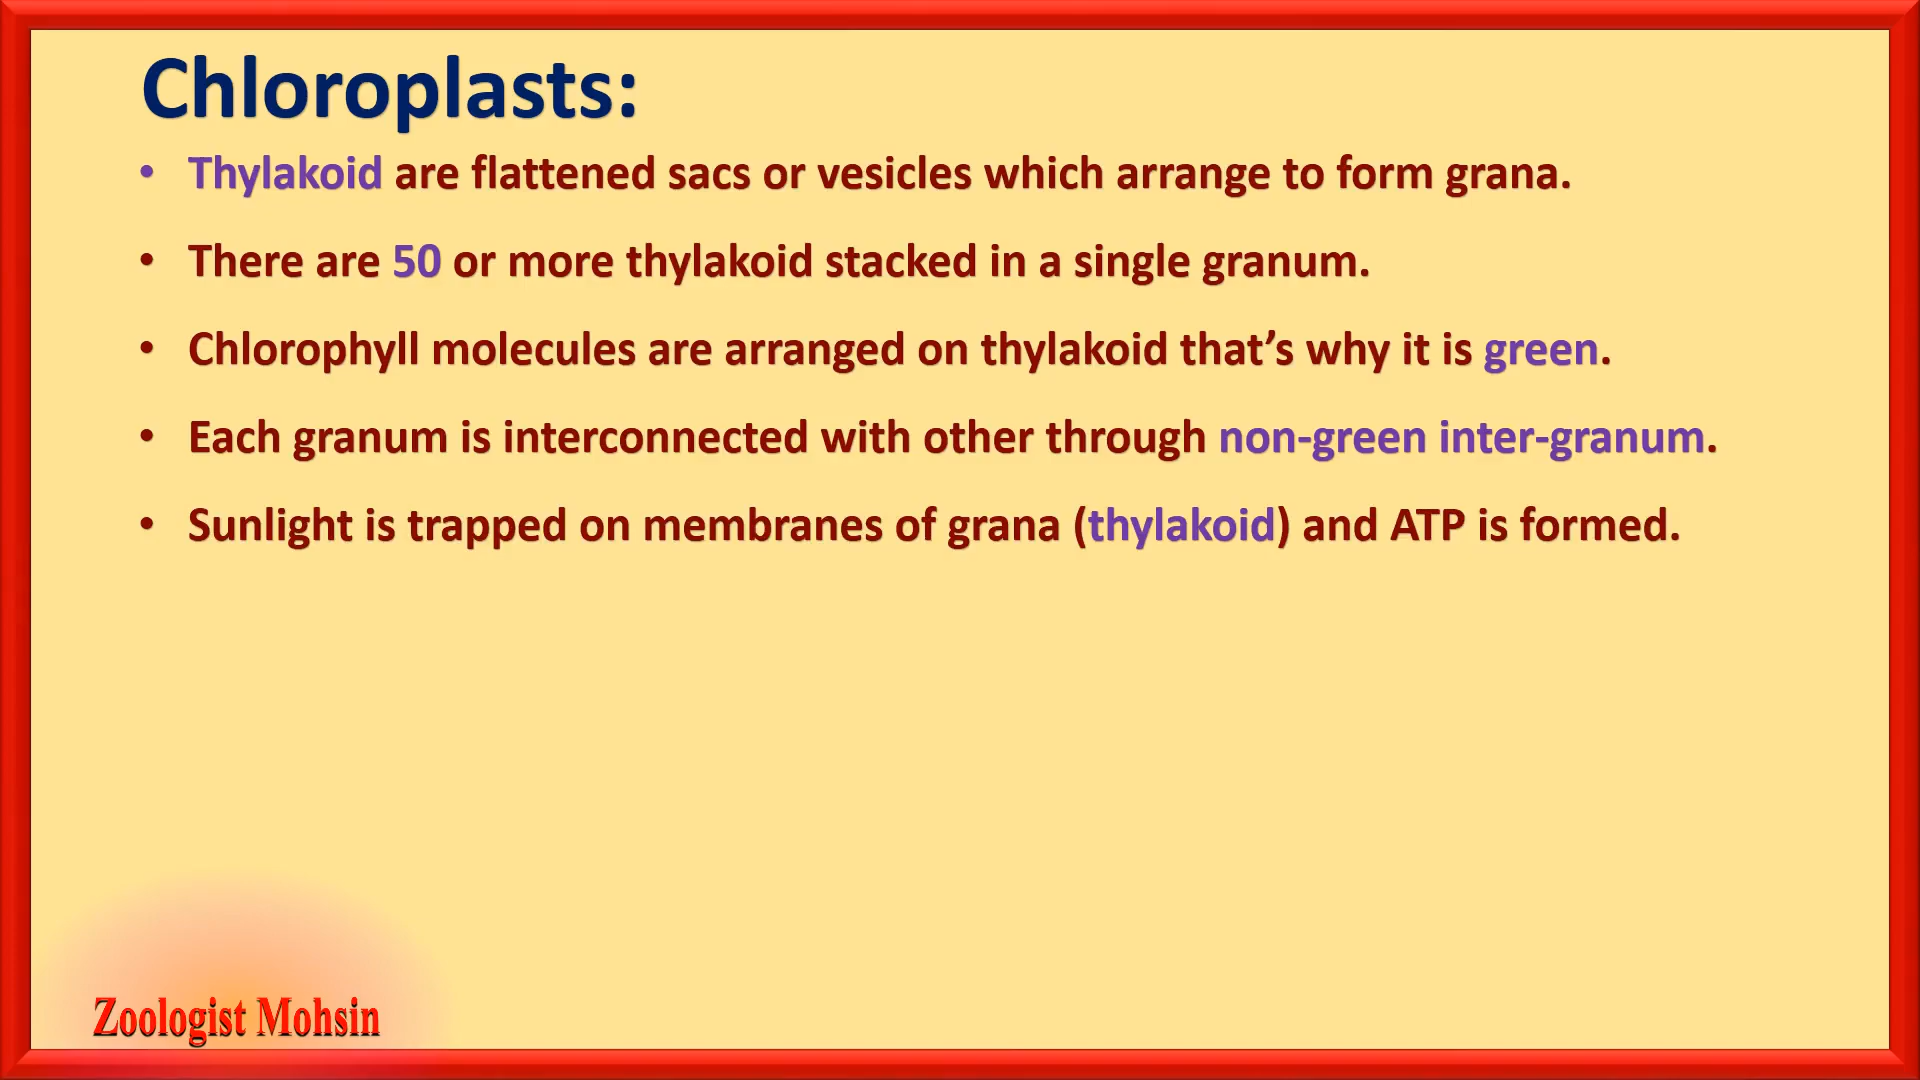 Chloroplasts:
• Thylakoid are flattened sacs or vesicles which arrange to form grana.
• There are 50 or more thylakoid stacked in a single granum.
• Chlorophyll molecules are arranged on thylakoid that’s why it is green.
• Each granum is interconnected with other through non-green inter-granum.
• Sunlight is trapped on membranes of grana (thylakoid) and ATP is formed.
Zoologist Mohsin